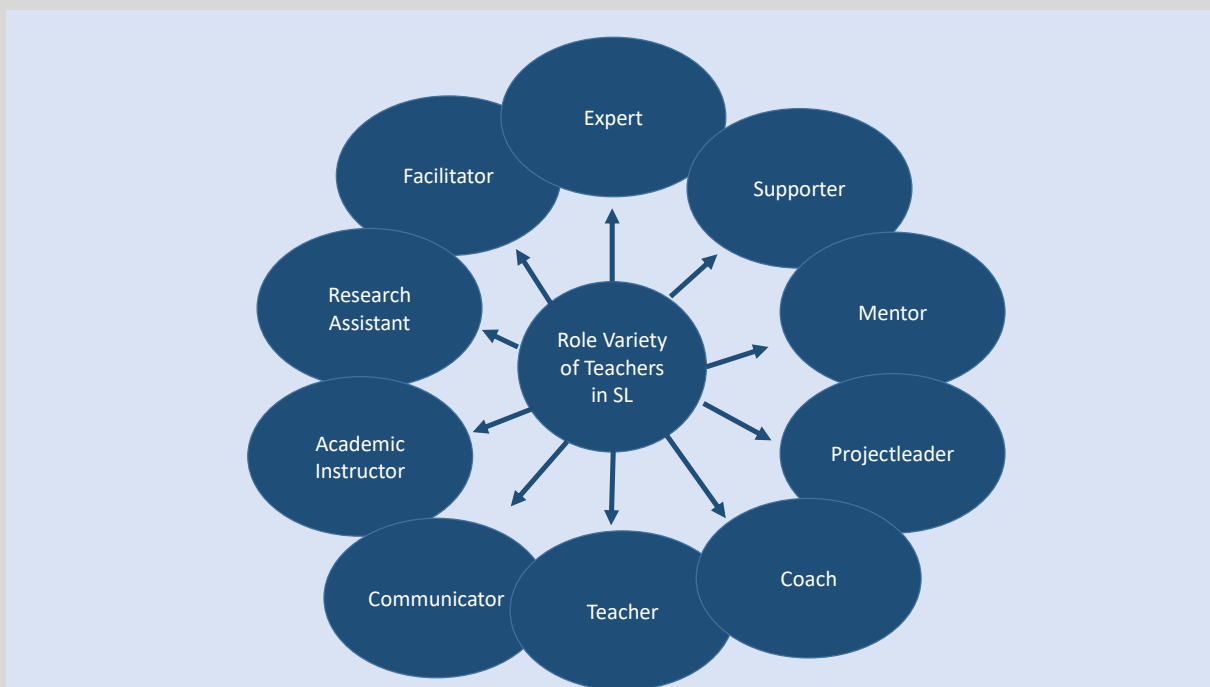 Expert
Facilitator
Supporter
Research
Assistant
Mentor
Role Variety
of Teachers
in SL
Academic
Instructor
Projectleader
Communicator
Teacher
Coach